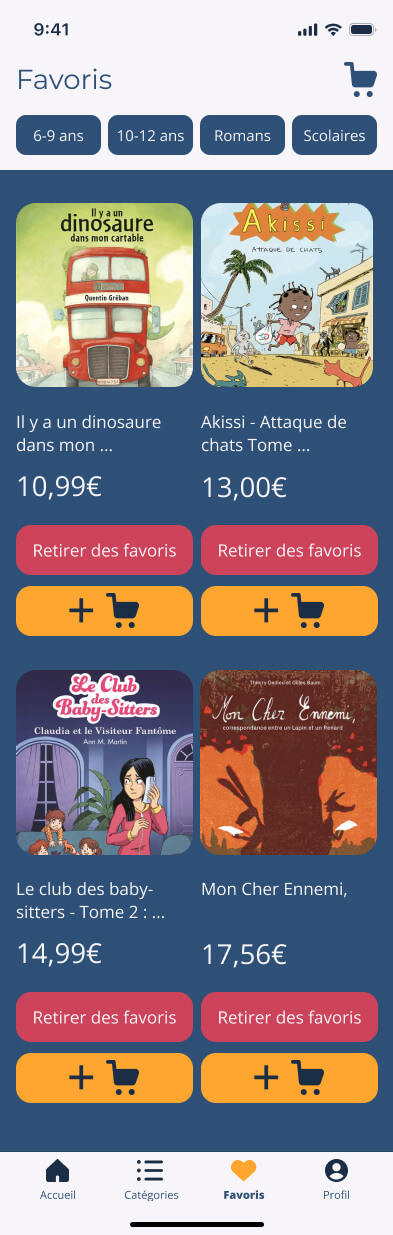 9:41
Favoris
6-9 ans
10-12 ans
Romans
Scolaires
Il y a un
dinosaure
dans mon cartable
Quentin Gréban
Akissi
ATTAQUE DE CHATS
Il y a un dinosaure
dans mon ...
Akissi - Attaque de
chats Tome ...
10,99€
13,00€
Retirer des favoris
Retirer des favoris
+
+
Le Club
des
Baby-Sitters
Claudia et le Visiteur Fantôme
Ann M. Martin
Thierry Dedieu et Gilles Baum
Mon Cher Ennemi,
correspondance entre un Lapin et un Renard
Le club des baby-
sitters - Tome 2 : ...
Mon Cher Ennemi,
14,99€
17,56€
Retirer des favoris
Retirer des favoris
+
+
Accueil
Catégories
Favoris
Profil